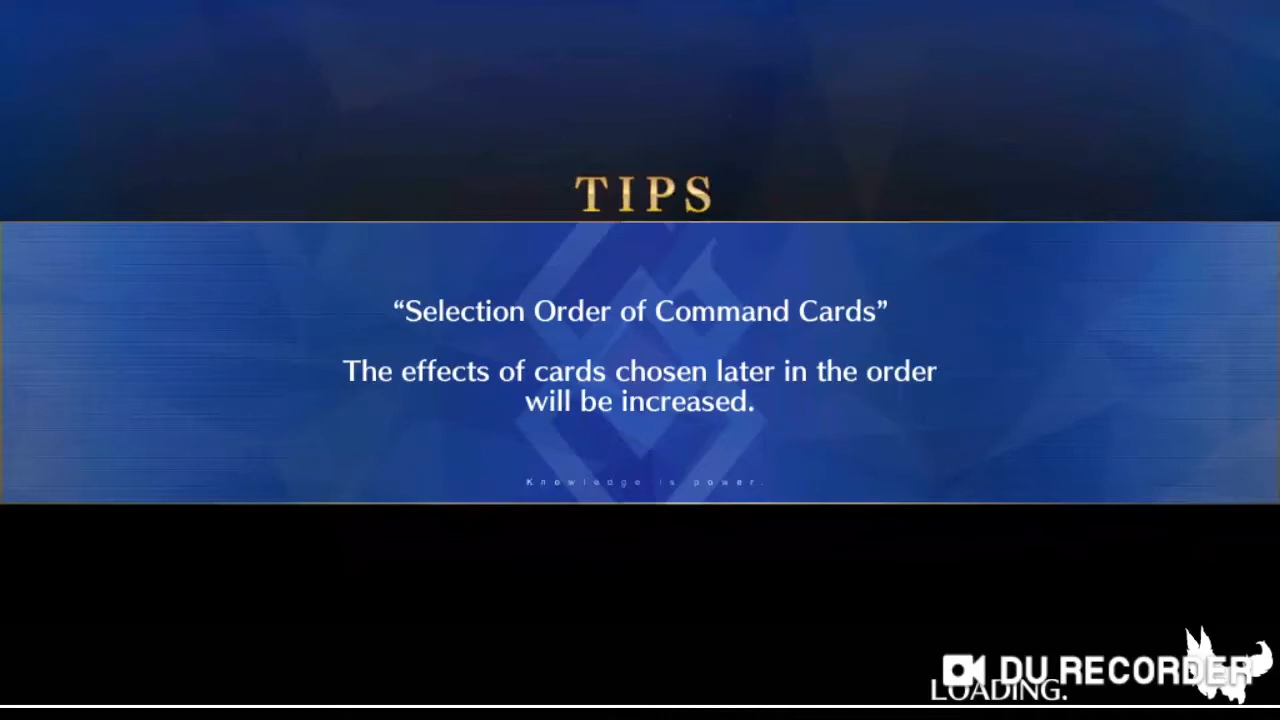 TIPS
“Selection Order of Command Cards”
The effects of cards chosen later in the order
will be increased.
Knowledge is power.
DU RECORDER
LOADING.